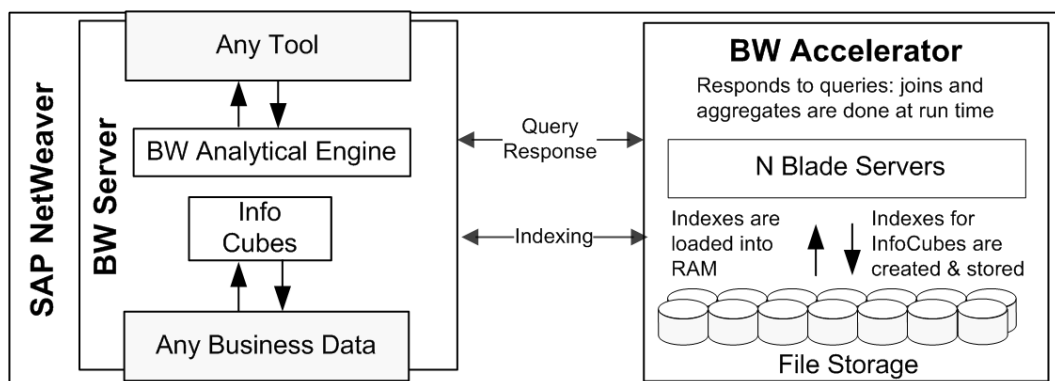 SAP NetWeaver
BW Server
Any Tool
BW Analytical Engine
Info
Cubes
Any Business Data
Query
Response
Indexing
BW Accelerator
Responds to queries: joins and
aggregates are done at run time
N Blade Servers
Indexes are
loaded into
RAM
Indexes for
InfoCubes are
created & stored
File Storage